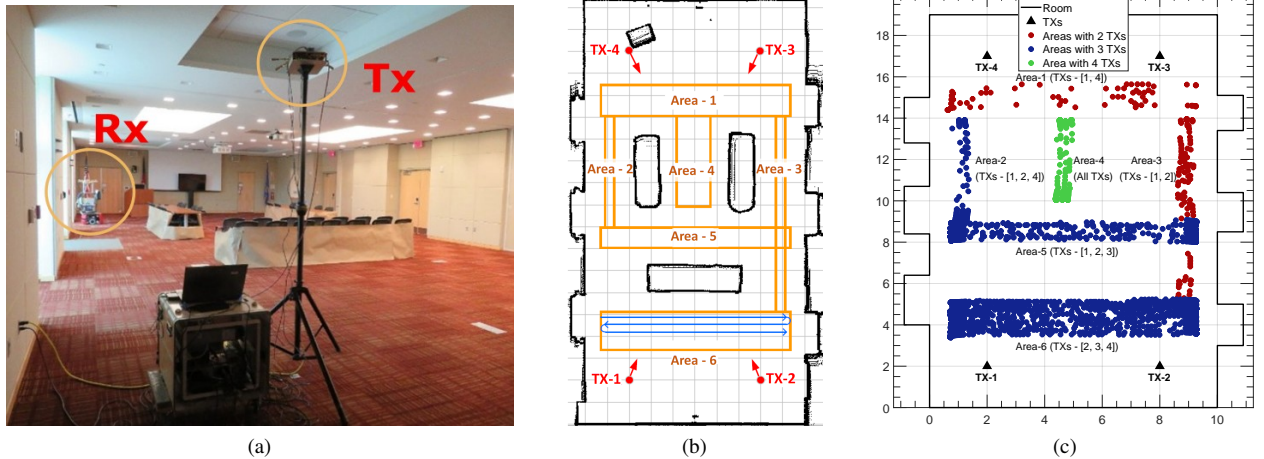 Tx
Rx
(a)
TX-4
TX-3
Area - 1
Area - 2
Area - 4
Area - 3
Area - 5
Area - 6
TX-1
TX-2
(b)
Room
TXs
Areas with 2 TXs
Areas with 3 TXs
Area with 4 TXs
TX-4
TX-3
Area-1 (TXs - [1, 4])
Area-2
(TXs - [1, 2, 4])
Area-4
(All TXs)
Area-3
(TXs - [1, 2])
Area-5 (TXs - [1, 2, 3])
Area-6 (TXs - [2, 3, 4])
TX-1
TX-2
18
16
14
12
10
8
6
4
2
0
0 2 4 6 8 10
(c)